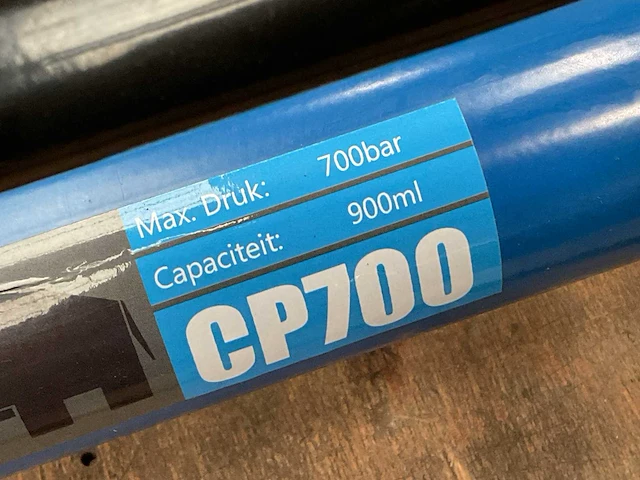 Max. Druk: 700bar
Capaciteit: 900ml
CP700